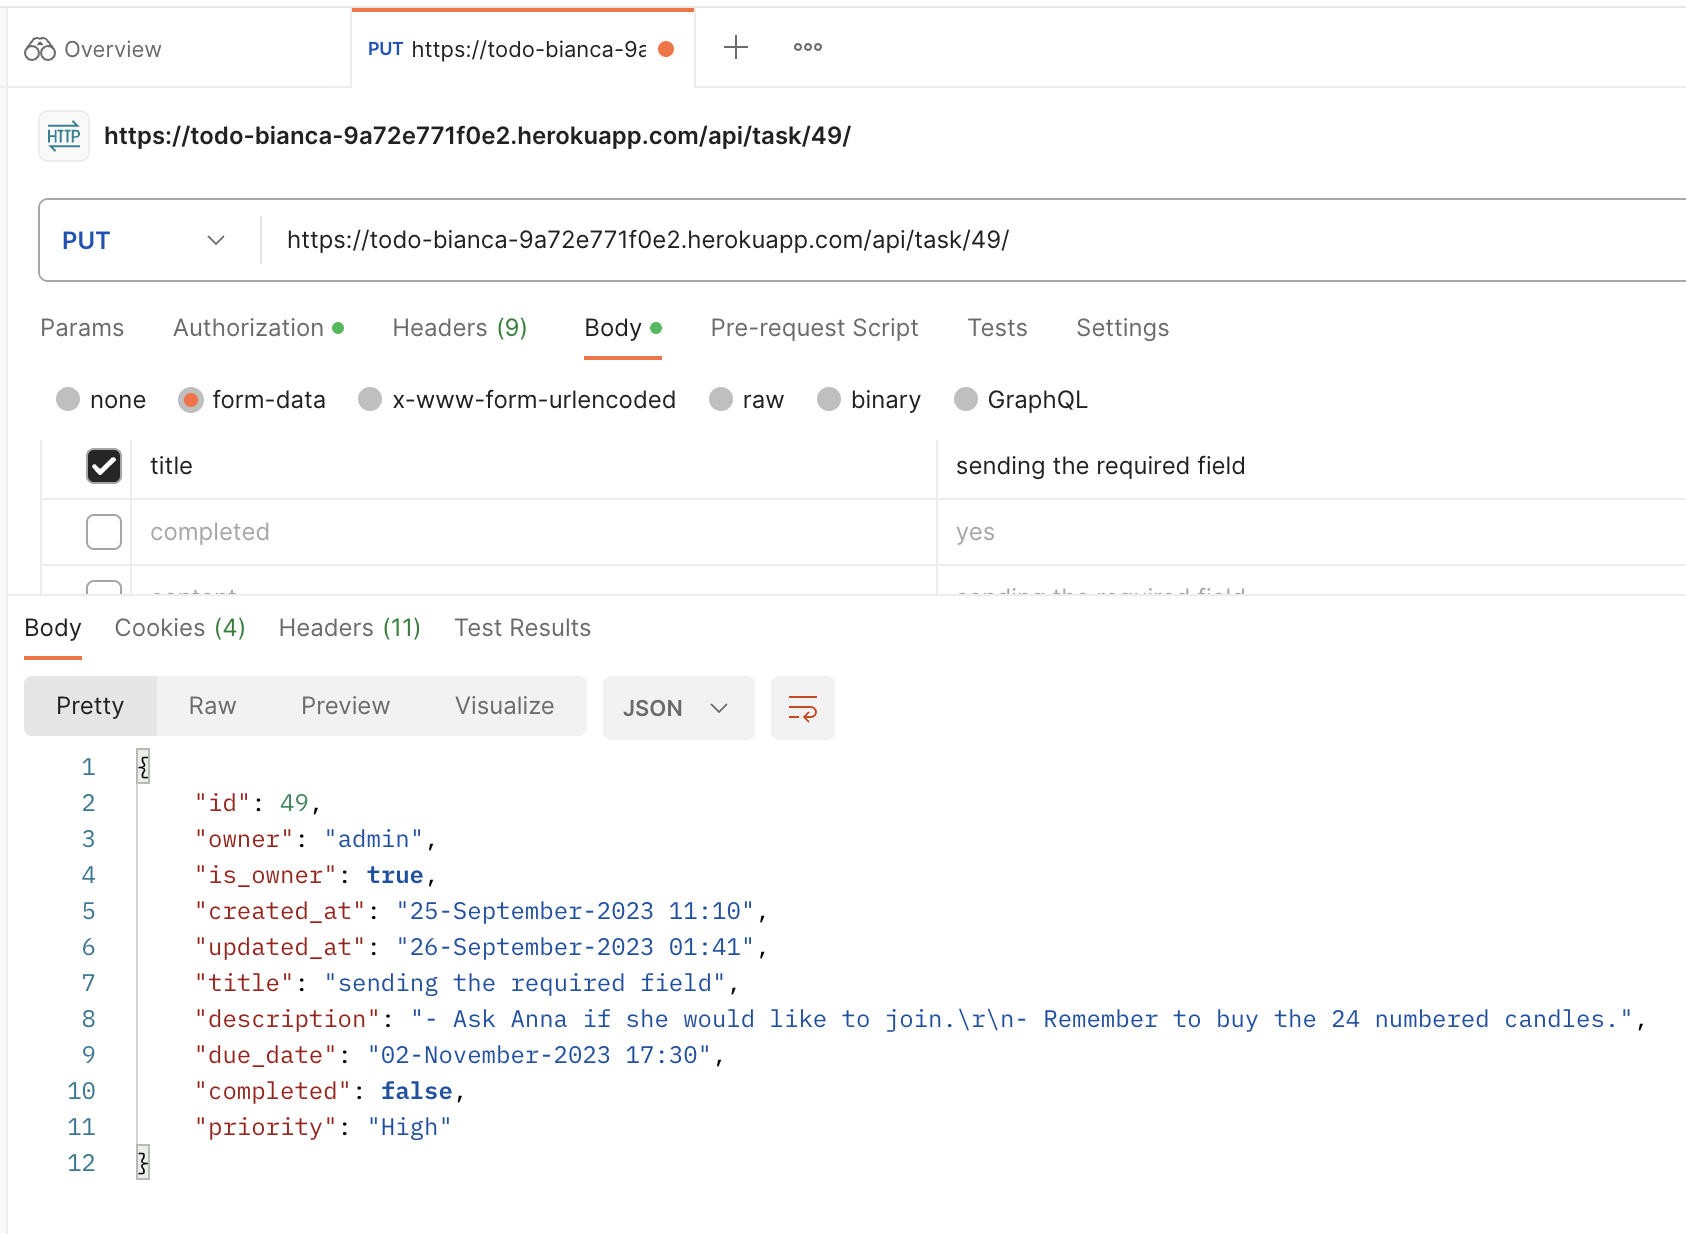 Overview
PUT https://todo-bianca-9a
HTTP https://todo-bianca-9a72e771f0e2.herokuapp.com/api/task/49/
PUT https://todo-bianca-9a72e771f0e2.herokuapp.com/api/task/49/
Params Authorization Headers (9) Body Pre-request Script Tests Settings
none form-data x-www-form-urlencoded raw binary GraphQL
title sending the required field
completed yes
content sending the required field
Body Cookies (4) Headers (11) Test Results
Pretty Raw Preview Visualize JSON
1 {
2 "id": 49,
3 "owner": "admin",
4 "is_owner": true,
5 "created_at": "25-September-2023 11:10",
6 "updated_at": "26-September-2023 01:41",
7 "title": "sending the required field",
8 "description": "- Ask Anna if she would like to join.\r\n- Remember to buy the 24 numbered candles.",
9 "due_date": "02-November-2023 17:30",
10 "completed": false,
11 "priority": "High"
12 }